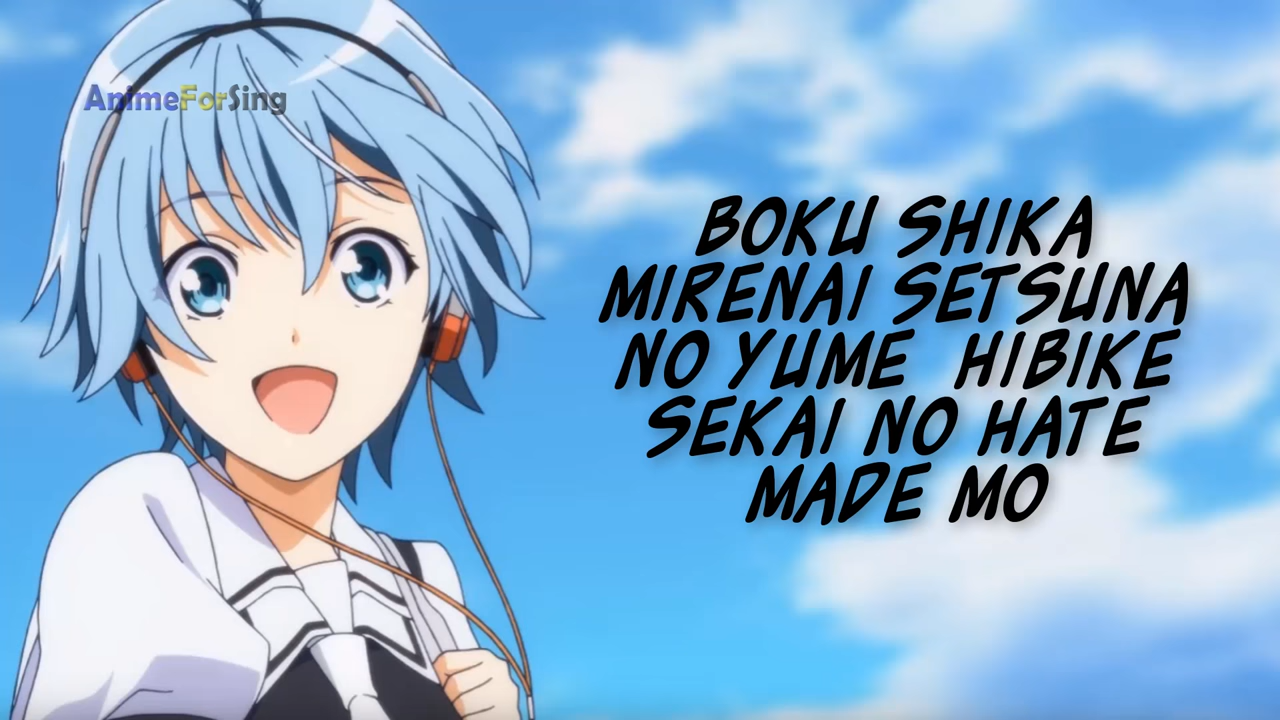 AnimeForSing
BOKU SHIKA
MIRENAI SETSUNA
NO YUME HIBIKE
SEKAI NO HATE
MADE MO